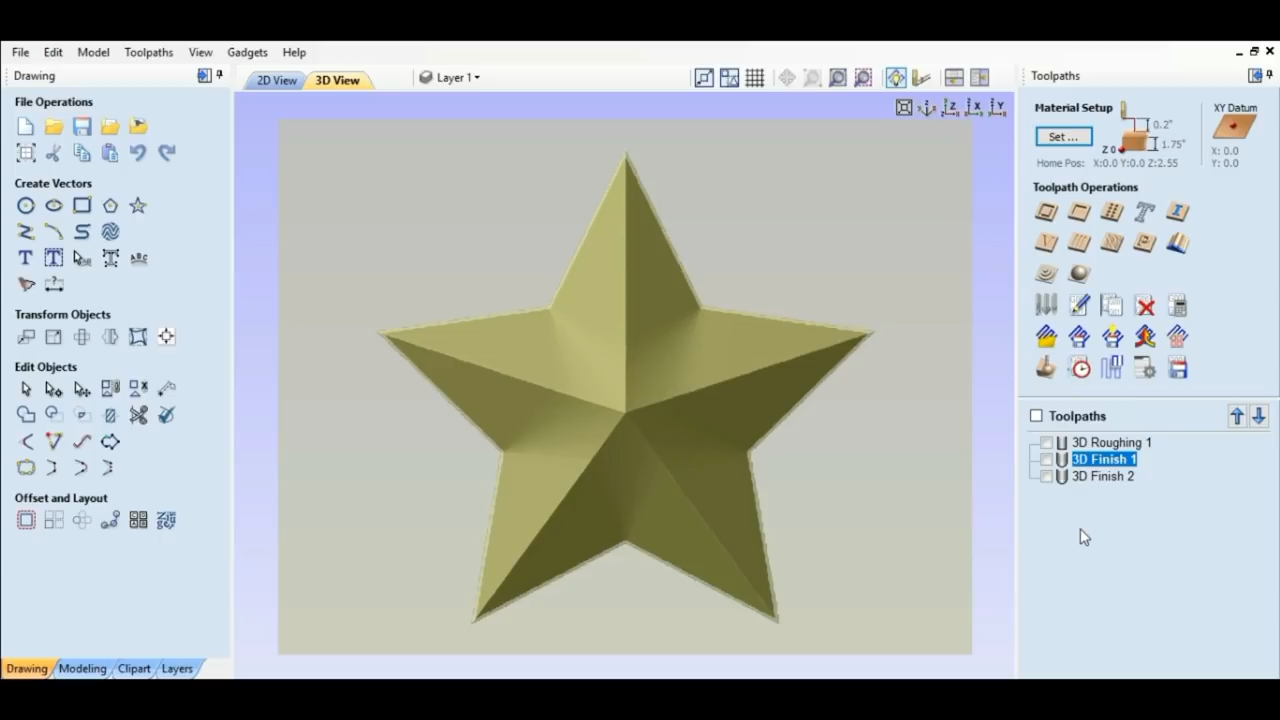 File Edit Model Toolpaths View Gadgets Help
Drawing
File Operations
Create Vectors
Transform Objects
Edit Objects
Offset and Layout
Drawing Modeling Clipart Layers
2D View 3D View Layer 1
Toolpaths
Material Setup
Set ...
0.2"
Z 0
1.75"
XY Datum
X: 0.0
Y: 0.0
Home Pos: X:0.0 Y:0.0 Z:2.55
Toolpath Operations
Toolpaths
3D Roughing 1
3D Finish 1
3D Finish 2